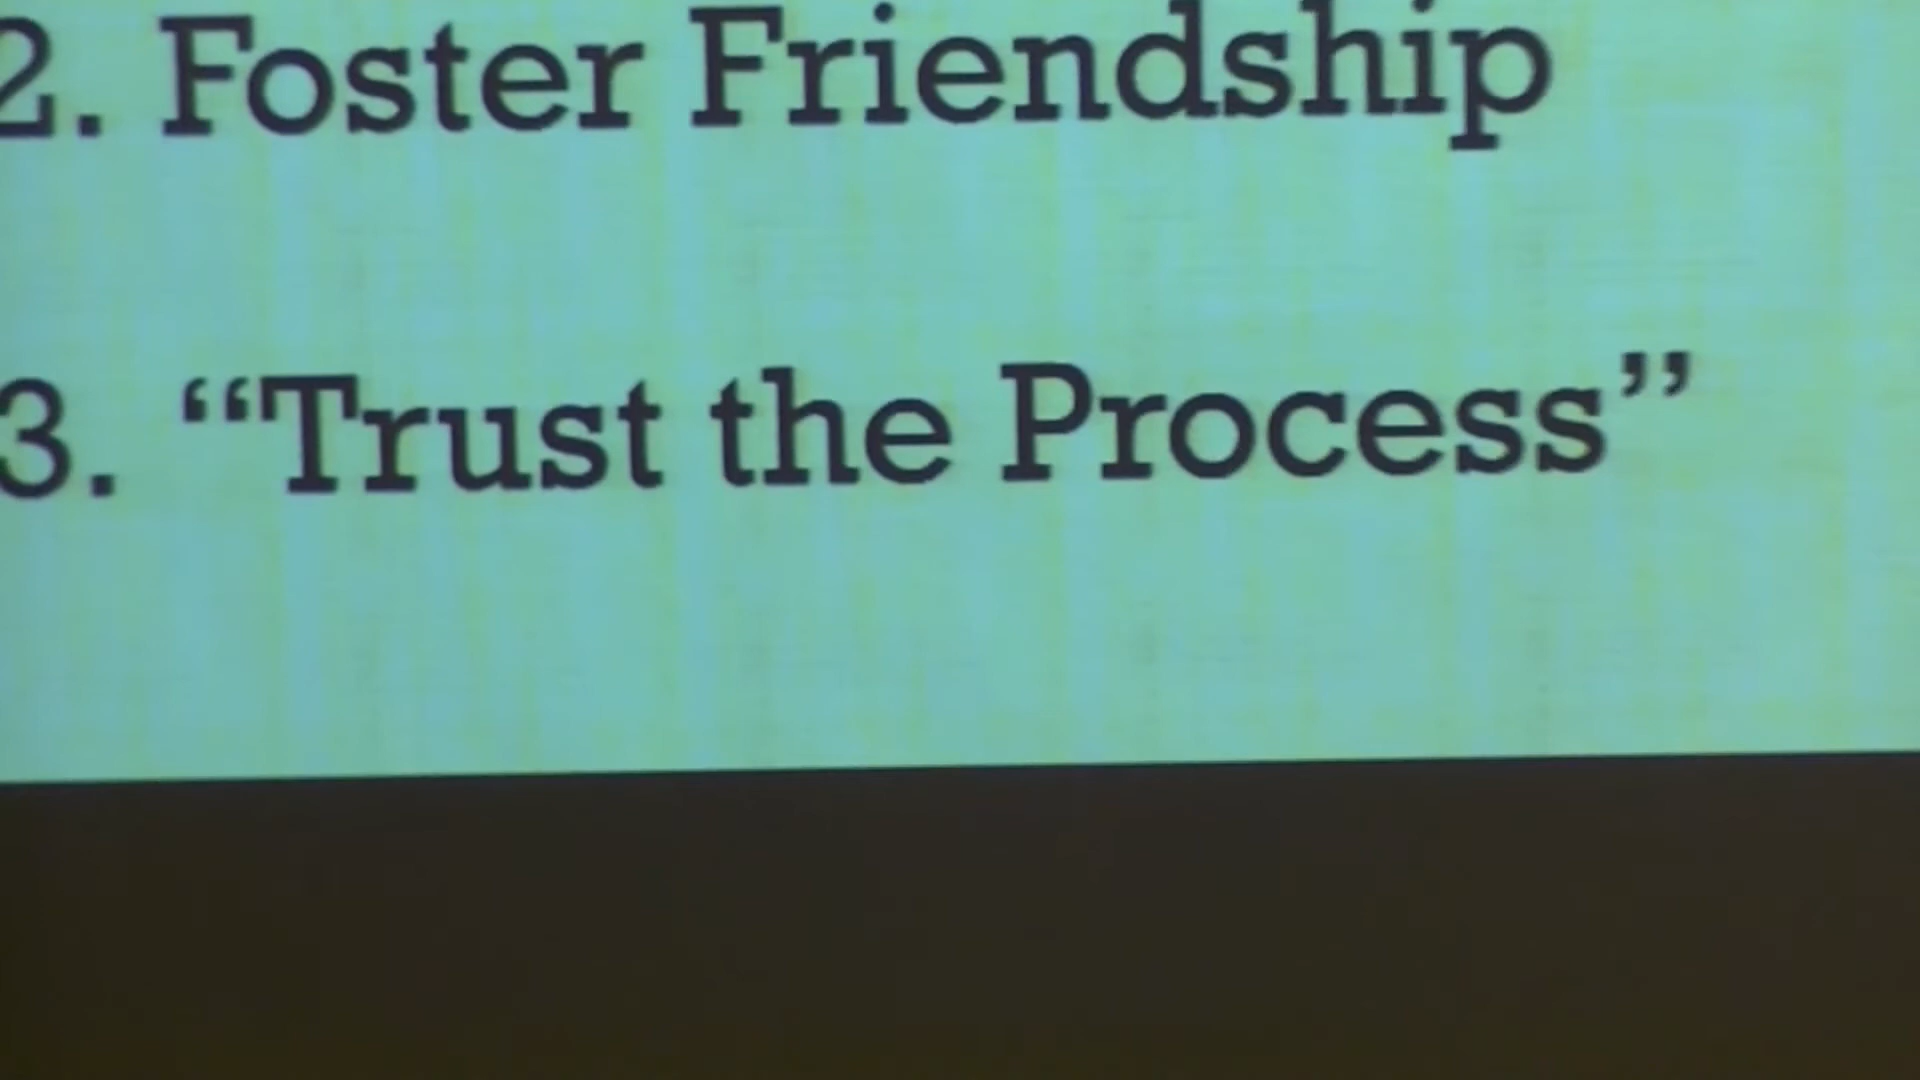 2. Foster Friendship
3. “Trust the Process”